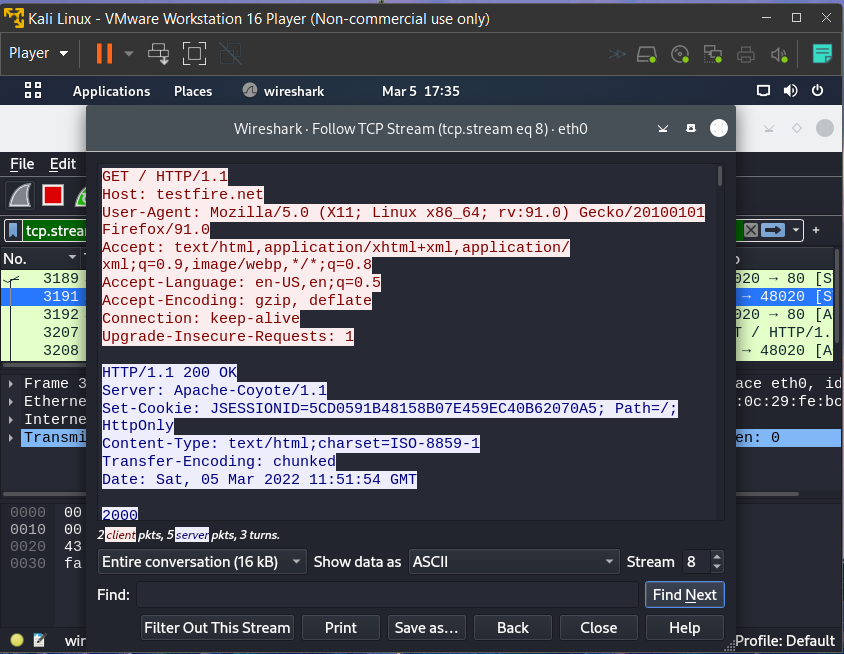 Kali Linux - VMware Workstation 16 Player (Non-commercial use only)
Player
Applications Places wireshark Mar 5 17:35
Wireshark · Follow TCP Stream (tcp.stream eq 8) · eth0
File Edit
tcp.strea
No.
3189
3191
3192
3207
3208
020 → 80 [S
→ 48020 [S
020 → 80 [A
T / HTTP/1.
→ 48020 [A
Frame 3
Etherne
Interne
Transmi
ace eth0, id
:0c:29:fe:bc
en: 0
0000 00
0010 00
0020 43
0030 fa
GET / HTTP/1.1
Host: testfire.net
User-Agent: Mozilla/5.0 (X11; Linux x86_64; rv:91.0) Gecko/20100101
Firefox/91.0
Accept: text/html,application/xhtml+xml,application/
xml;q=0.9,image/webp,*/*;q=0.8
Accept-Language: en-US,en;q=0.5
Accept-Encoding: gzip, deflate
Connection: keep-alive
Upgrade-Insecure-Requests: 1
HTTP/1.1 200 OK
Server: Apache-Coyote/1.1
Set-Cookie: JSESSIONID=5CD0591B48158B07E459EC40B62070A5; Path=/;
HttpOnly
Content-Type: text/html;charset=ISO-8859-1
Transfer-Encoding: chunked
Date: Sat, 05 Mar 2022 11:51:54 GMT
2000
2 client pkts, 5 server pkts, 3 turns.
Entire conversation (16 kB) Show data as ASCII Stream 8
Find: Find Next
Filter Out This Stream Print Save as… Back Close Help
wir
Profile: Default